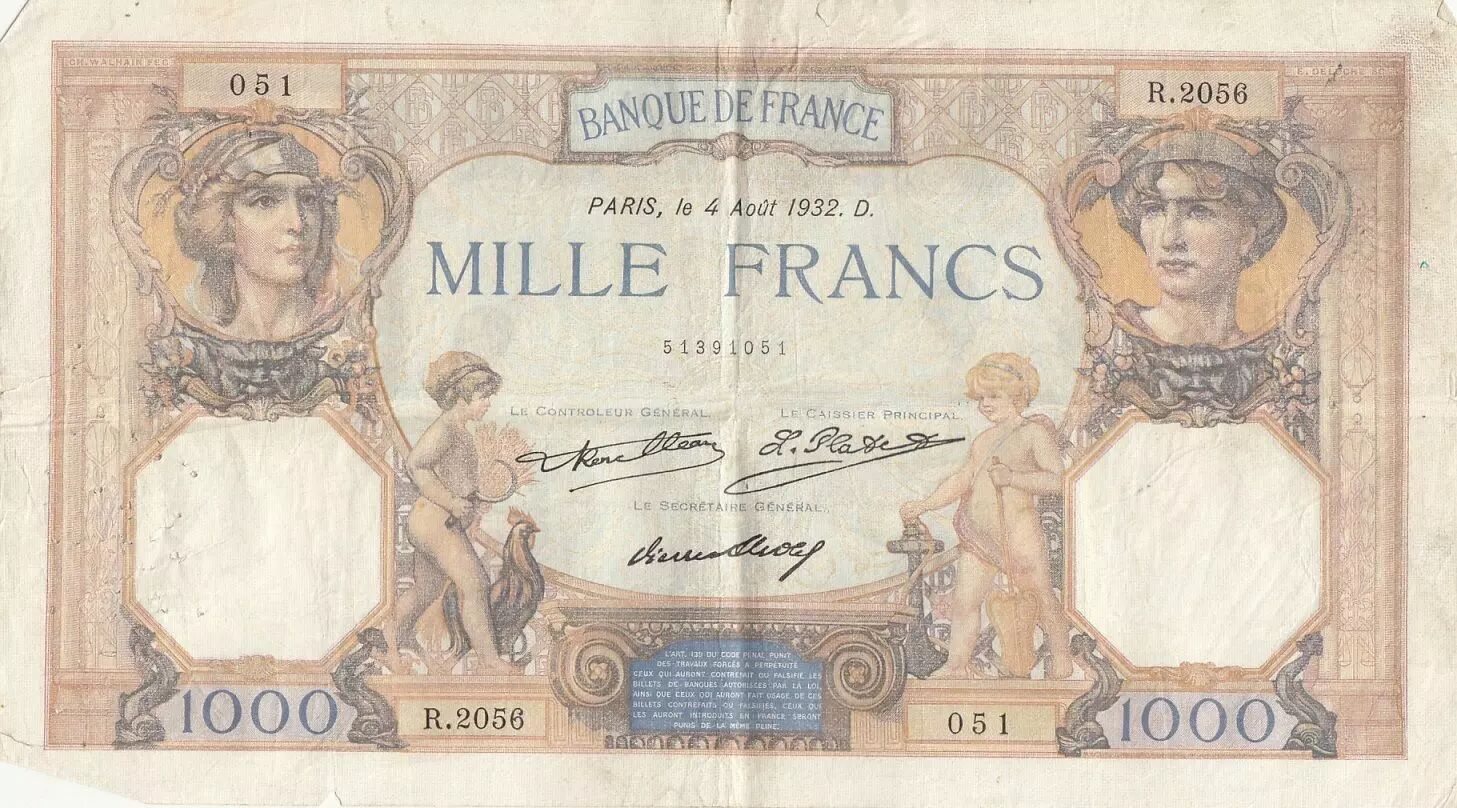 CH. WALHAIN FEC.
E. DELOCHE SC.
051
R.2056
BANQUE DE FRANCE
PARIS, le 4 Août 1932. D.
MILLE FRANCS
51391051
LE CONTROLEUR GÉNÉRAL,
LE CAISSIER PRINCIPAL,
LE SECRÉTAIRE GÉNÉRAL,
L'ART. 139 DU CODE PÉNAL PUNIT
DES TRAVAUX FORCÉS À PERPÉTUITÉ
CEUX QUI AURONT CONTREFAIT OU FALSIFIÉ LES
BILLETS DE BANQUES AUTORISÉES PAR LA LOI,
AINSI QUE CEUX QUI AURONT FAIT USAGE DE CES
BILLETS CONTREFAITS OU FALSIFIÉS, CEUX QUI
LES AURONT INTRODUITS EN FRANCE SERONT
PUNIS DE LA MÊME PEINE.
1000
R.2056
051
1000